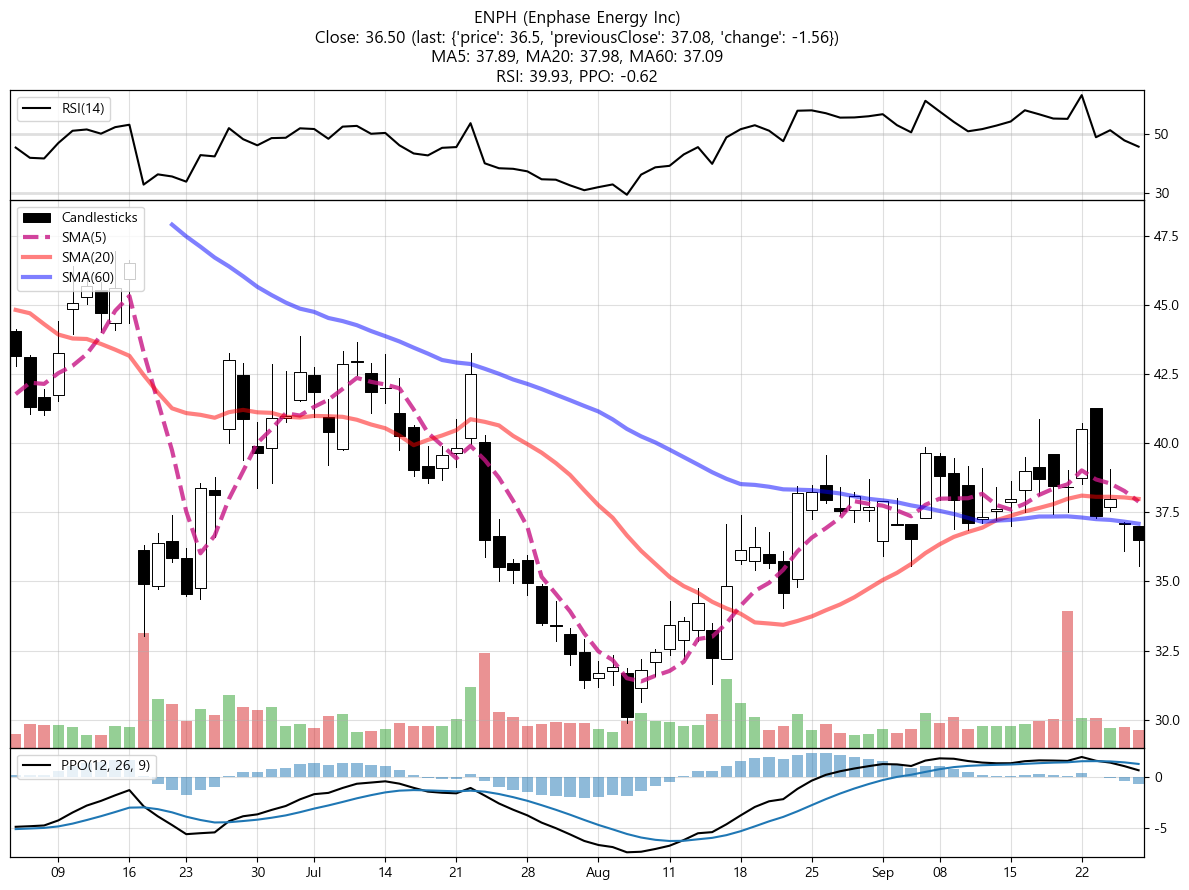 ENPH (Enphase Energy Inc)
Close: 36.50 (last: {'price': 36.5, 'previousClose': 37.08, 'change': -1.56})
MA5: 37.89, MA20: 37.98, MA60: 37.09
RSI: 39.93, PPO: -0.62
RSI(14)
50
30
Candlesticks
SMA(5)
SMA(20)
SMA(60)
47.5
45.0
42.5
40.0
37.5
35.0
32.5
30.0
PPO(12, 26, 9)
0
-5
09 16 23 30 Jul 14 21 28 Aug 11 18 25 Sep 08 15 22